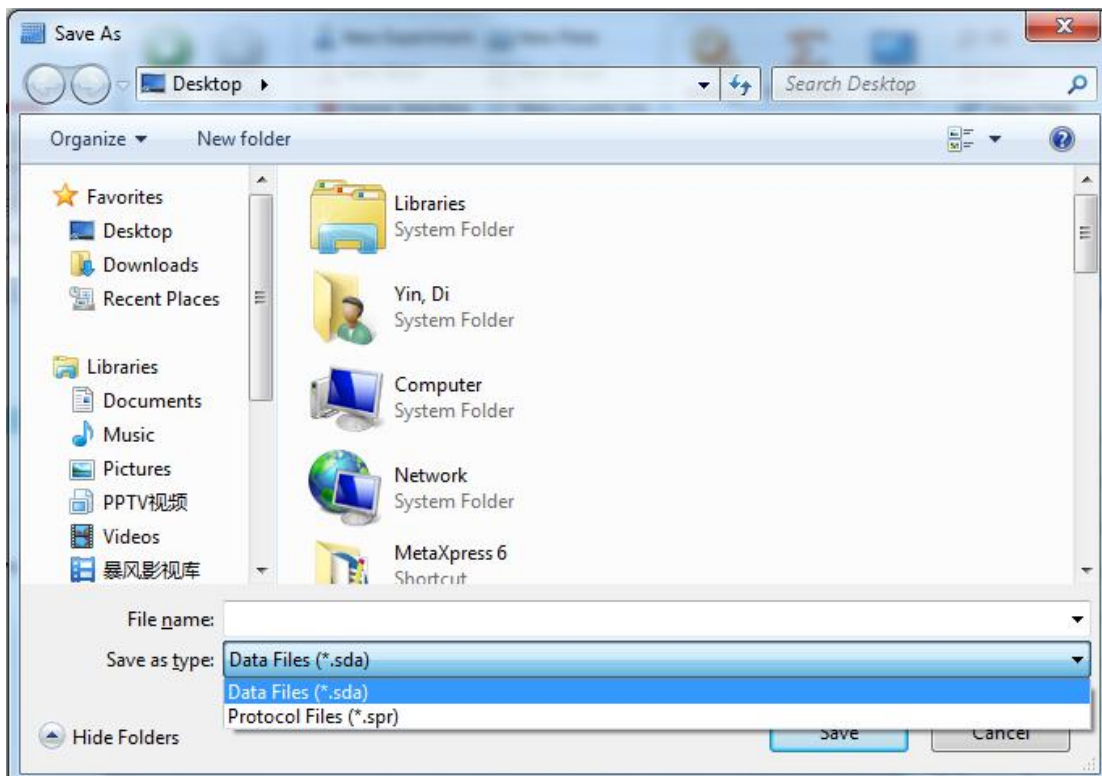 Save As
Desktop
Search Desktop
Organize
New folder
Favorites
Desktop
Downloads
Recent Places
Libraries
Documents
Music
Pictures
PPTV视频
Videos
暴风影视库
Libraries
System Folder
Yin, Di
System Folder
Computer
System Folder
Network
System Folder
MetaXpress 6
Shortcut
File name:
Save as type: Data Files (*.sda)
Data Files (*.sda)
Protocol Files (*.spr)
Hide Folders
Save
Cancel